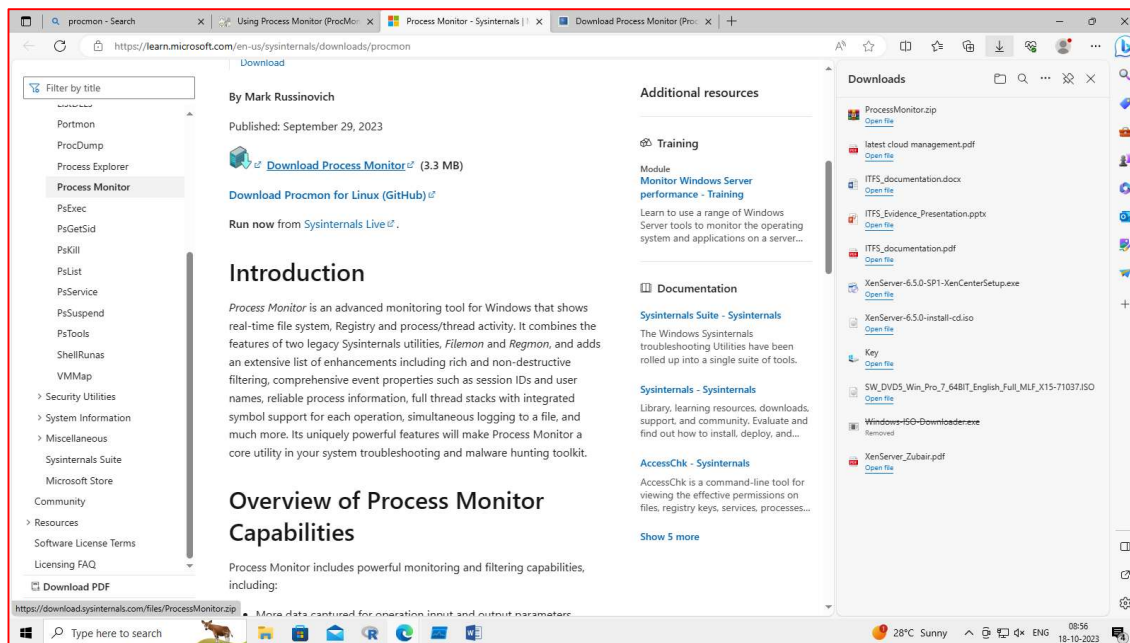 procmon - Search
Using Process Monitor (ProcMon
Process Monitor - Sysinternals |
Download Process Monitor (Proc
https://learn.microsoft.com/en-us/sysinternals/downloads/procmon
Filter by title
Portmon
ProcDump
Process Explorer
Process Monitor
PsExec
PsGetSid
PsKill
PsList
PsService
PsSuspend
PsTools
ShellRunas
VMMap
Security Utilities
System Information
Miscellaneous
Sysinternals Suite
Microsoft Store
Community
Resources
Software License Terms
Licensing FAQ
Download PDF
https://download.sysinternals.com/files/ProcessMonitor.zip
Download
By Mark Russinovich
Published: September 29, 2023
Download Process Monitor (3.3 MB)
Download Procmon for Linux (GitHub)
Run now from Sysinternals Live .
Introduction
Process Monitor is an advanced monitoring tool for Windows that shows
real-time file system, Registry and process/thread activity. It combines the
features of two legacy Sysinternals utilities, Filemon and Regmon, and adds
an extensive list of enhancements including rich and non-destructive
filtering, comprehensive event properties such as session IDs and user
names, reliable process information, full thread stacks with integrated
symbol support for each operation, simultaneous logging to a file, and
much more. Its uniquely powerful features will make Process Monitor a
core utility in your system troubleshooting and malware hunting toolkit.
Overview of Process Monitor
Capabilities
Process Monitor includes powerful monitoring and filtering capabilities,
including:
More data captured for operation input and output parameters
Additional resources
Training
Module
Monitor Windows Server
performance - Training
Learn to use a range of Windows
Server tools to monitor the operating
system and applications on a server...
Documentation
Sysinternals Suite - Sysinternals
The Windows Sysinternals
troubleshooting Utilities have been
rolled up into a single suite of tools.
Sysinternals - Sysinternals
Library, learning resources, downloads,
support, and community. Evaluate and
find out how to install, deploy, and...
AccessChk - Sysinternals
AccessChk is a command-line tool for
viewing the effective permissions on
files, registry keys, services, processes...
Show 5 more
Downloads
ProcessMonitor.zip
Open file
latest cloud management.pdf
Open file
ITFS_documentation.docx
Open file
ITFS_Evidence_Presentation.pptx
Open file
ITFS_documentation.pdf
Open file
XenServer-6.5.0-SP1-XenCenterSetup.exe
Open file
XenServer-6.5.0-install-cd.iso
Open file
Key
Open file
SW_DVD5_Win_Pro_7_64BIT_English_Full_MLF_X15-71037.ISO
Open file
Windows-ISO-Downloader.exe
Removed
XenServer_Zubair.pdf
Open file
Type here to search
28°C Sunny
ENG
08:56
18-10-2023